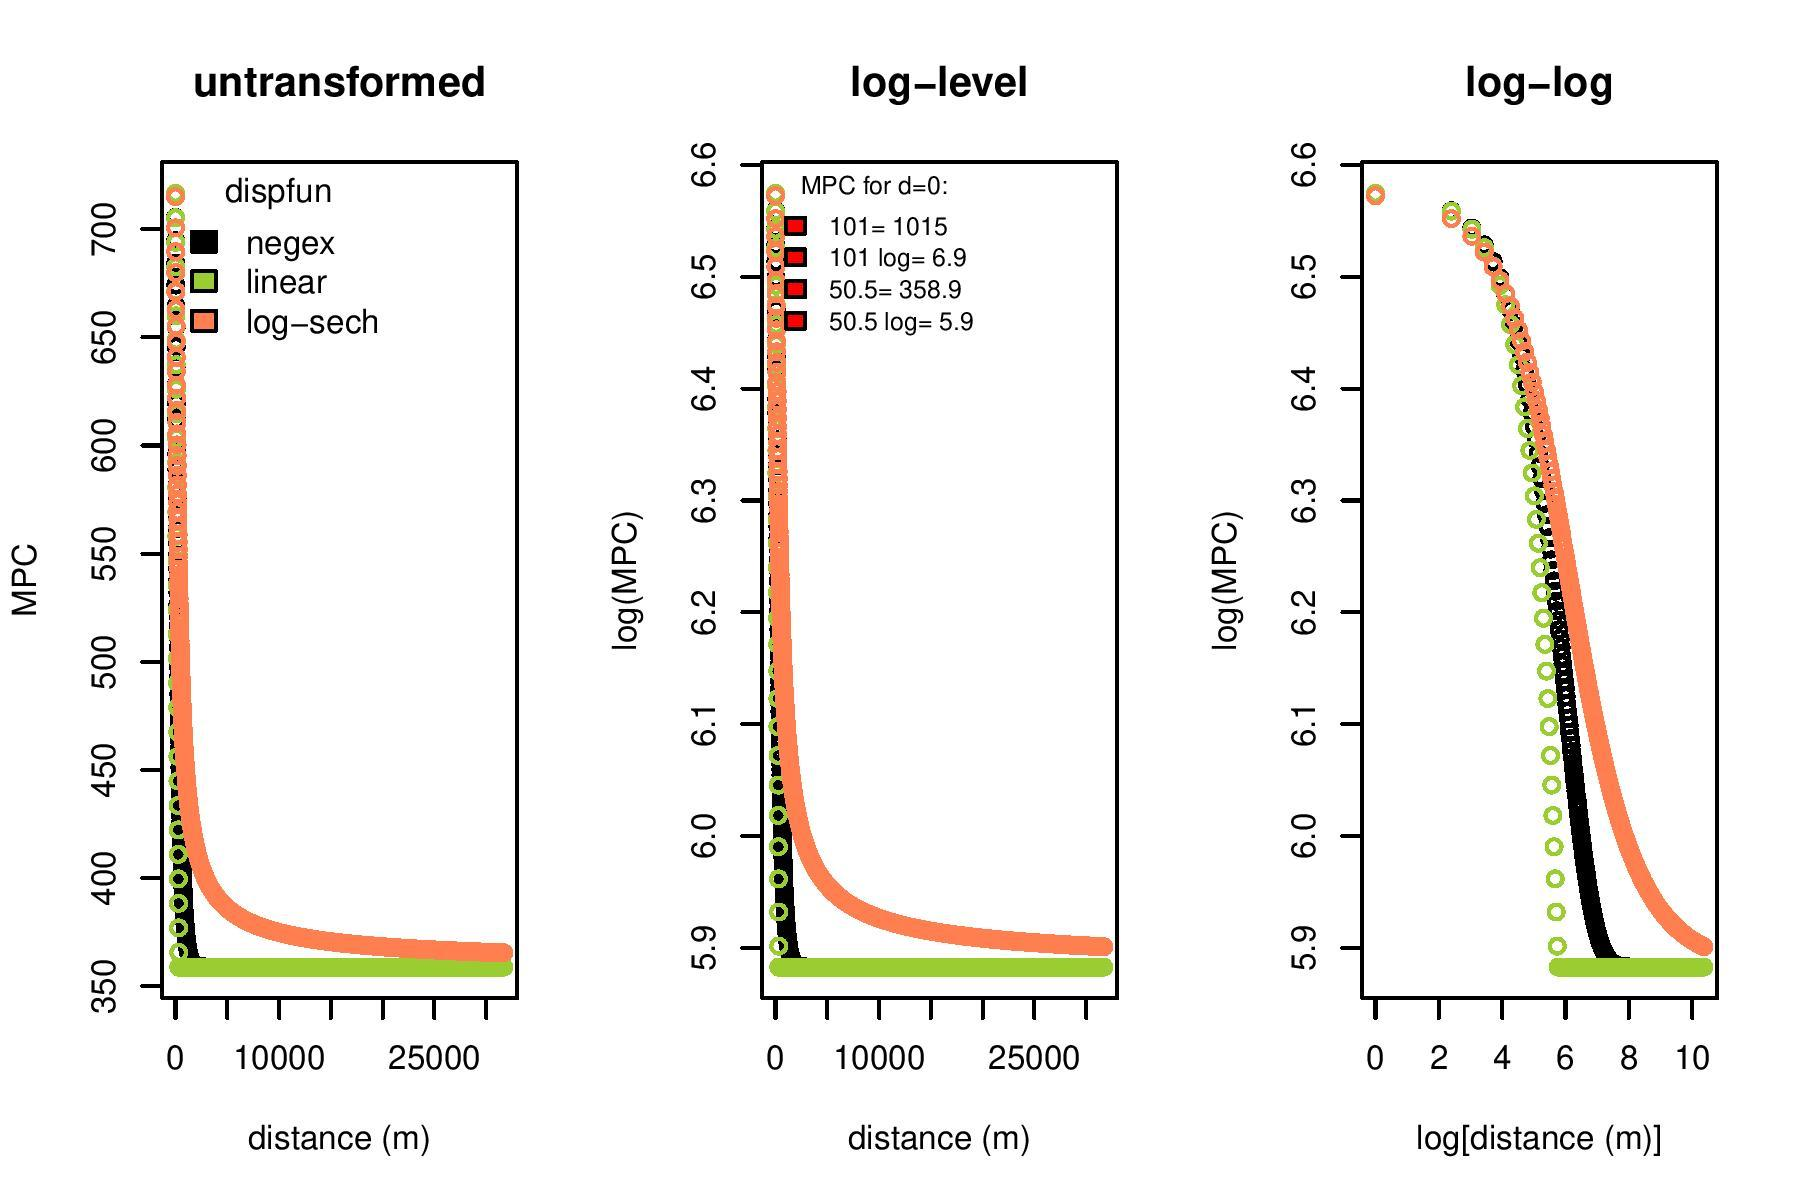 untransformed
log−level
log−log
MPC
700
650
600
550
500
450
400
350
dispfun
negex
linear
log−sech
0 10000 25000
distance (m)
log(MPC)
6.6
6.5
6.4
6.3
6.2
6.1
6.0
5.9
MPC for d=0:
101= 1015
101 log= 6.9
50.5= 358.9
50.5 log= 5.9
0 10000 25000
distance (m)
log(MPC)
6.6
6.5
6.4
6.3
6.2
6.1
6.0
5.9
0 2 4 6 8 10
log[distance (m)]